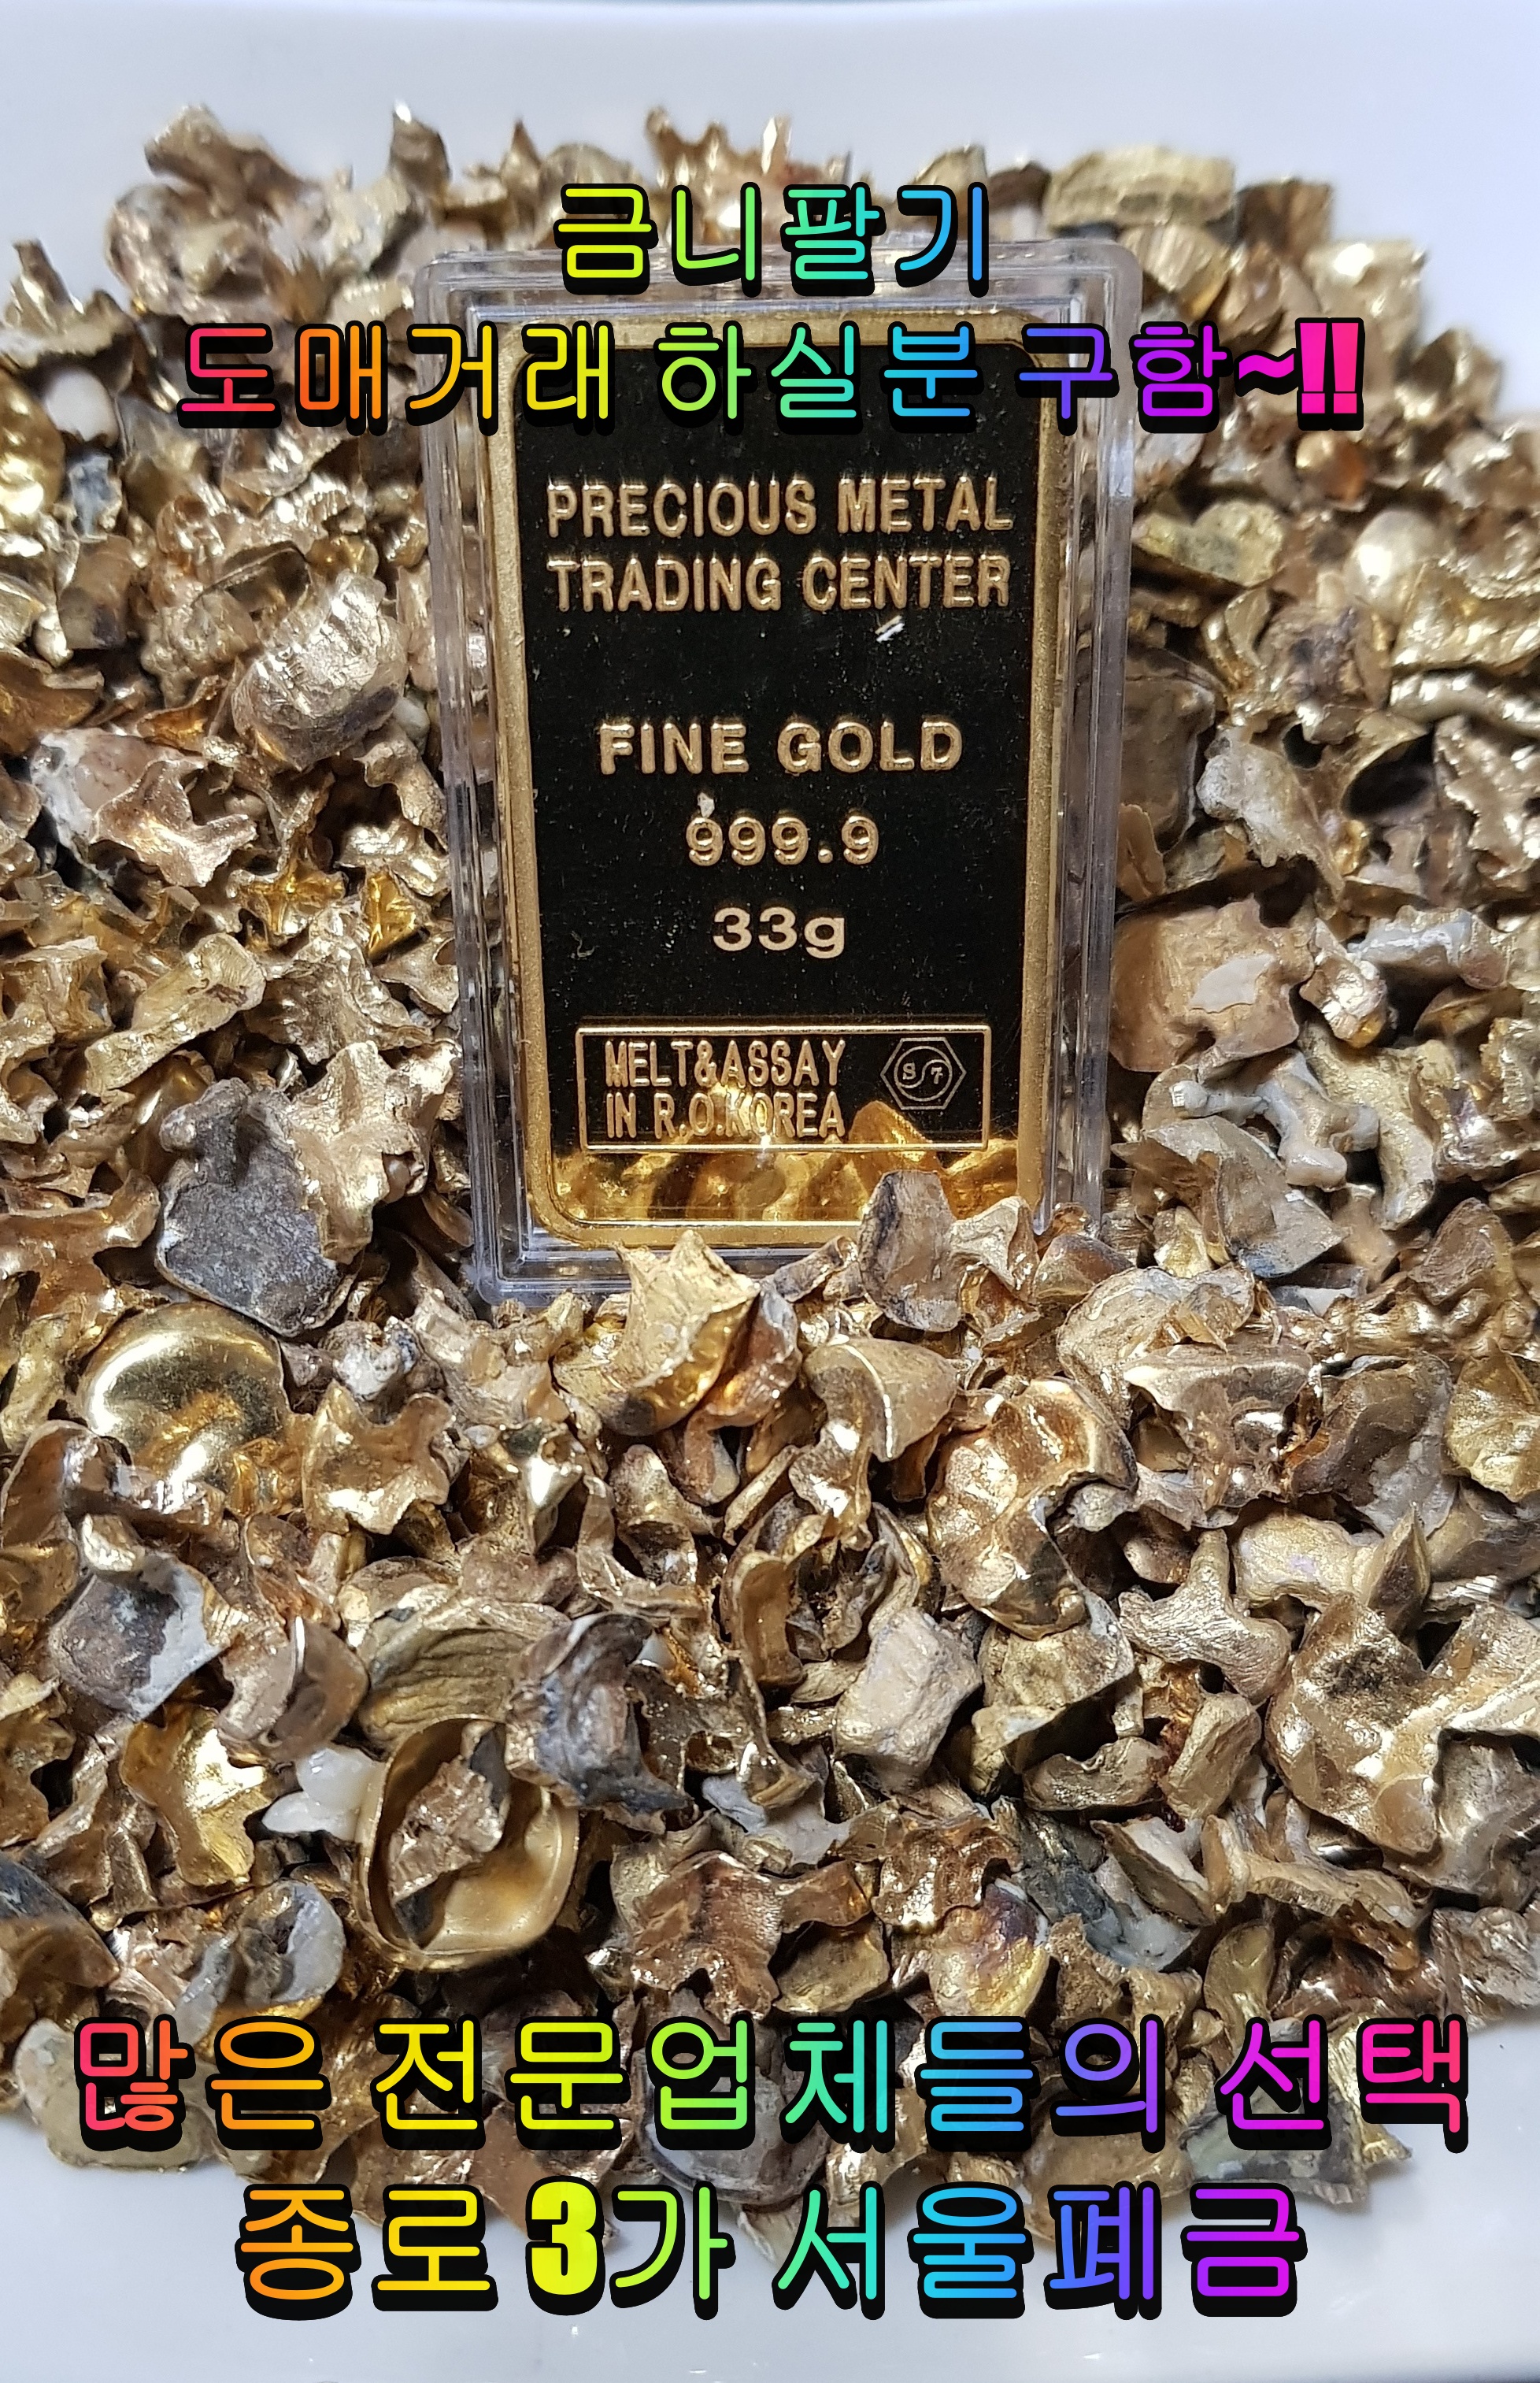 금니팔기
도매거래 하실분 구함~!!
PRECIOUS METAL
TRADING CENTER
FINE GOLD
999.9
33g
MELT&ASSAY
IN R.O.KOREA
S 7
많은 전문업체들의 선택
종로 3가 서울폐금